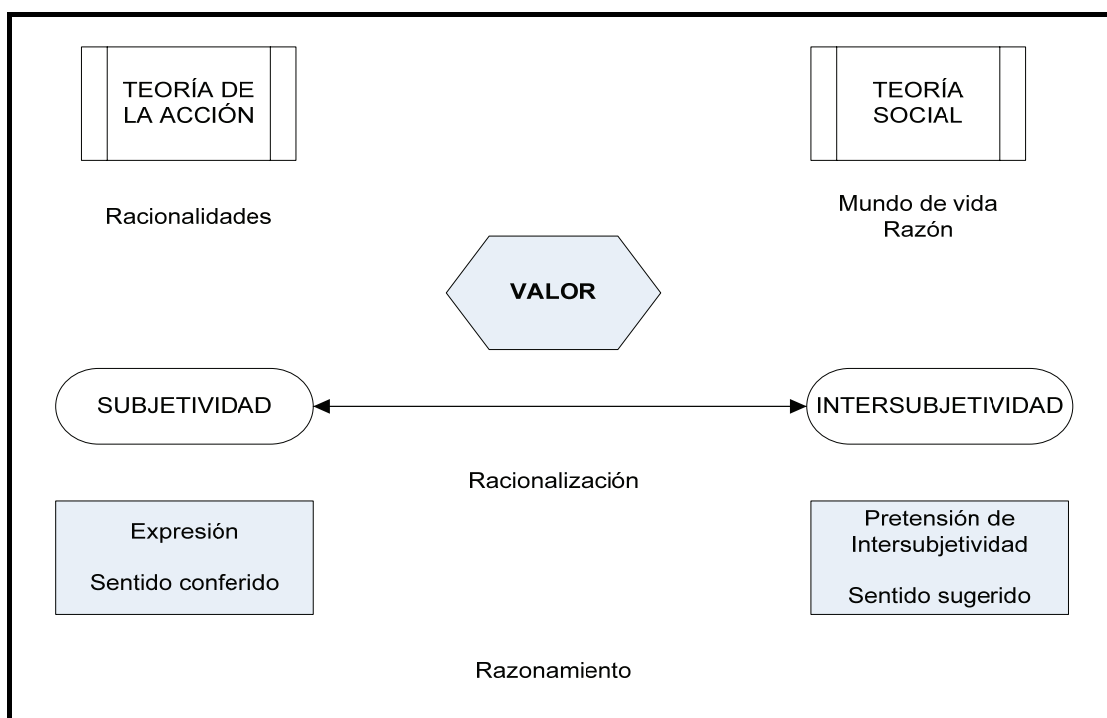 TEORÍA DE
LA ACCIÓN
TEORÍA
SOCIAL
Racionalidades
Mundo de vida
Razón
VALOR
SUBJETIVIDAD
INTERSUBJETIVIDAD
Racionalización
Expresión
Sentido conferido
Pretensión de
Intersubjetividad
Sentido sugerido
Razonamiento